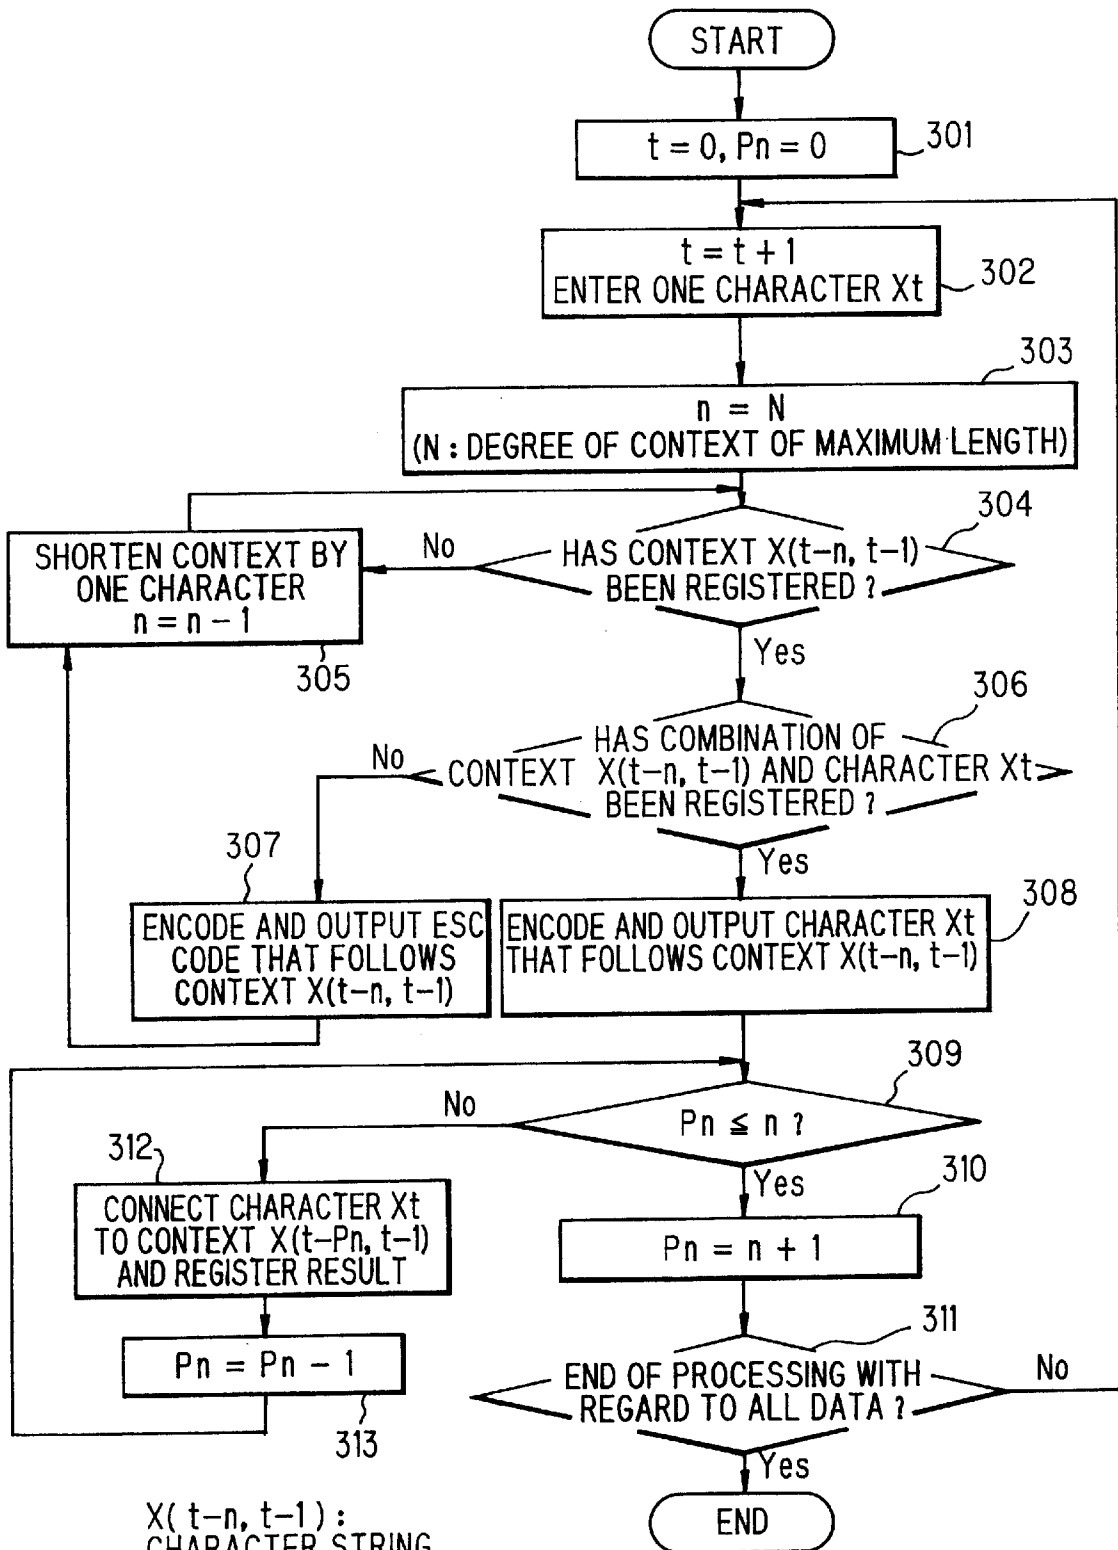 START
t = 0, Pn = 0
301
t = t + 1
ENTER ONE CHARACTER Xt
302
303
n = N
(N : DEGREE OF CONTEXT OF MAXIMUM LENGTH)
304
HAS CONTEXT X(t-n, t-1)
BEEN REGISTERED ?
No
SHORTEN CONTEXT BY
ONE CHARACTER
n = n - 1
305
Yes
306
HAS COMBINATION OF
CONTEXT X(t-n, t-1) AND CHARACTER Xt
BEEN REGISTERED ?
No
Yes
307
ENCODE AND OUTPUT ESC
CODE THAT FOLLOWS
CONTEXT X(t-n, t-1)
308
ENCODE AND OUTPUT CHARACTER Xt
THAT FOLLOWS CONTEXT X(t-n, t-1)
309
Pn ≦ n ?
No
Yes
312
CONNECT CHARACTER Xt
TO CONTEXT X(t-Pn, t-1)
AND REGISTER RESULT
310
Pn = n + 1
Pn = Pn - 1
313
311
END OF PROCESSING WITH
REGARD TO ALL DATA ?
No
Yes
END
X( t-n, t-1 ) :
CHARACTER STRING